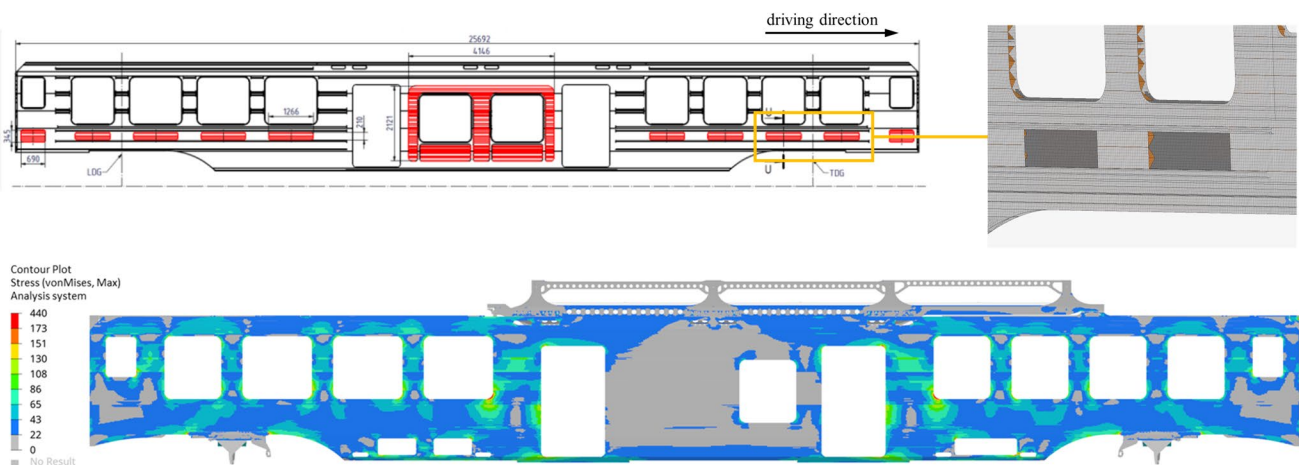 driving direction
25692
4146
1266
210
2121
345
690
LDG
U
U
TDG
Contour Plot
Stress (vonMises, Max)
Analysis system
440
173
151
130
108
86
65
43
22
0
No Result